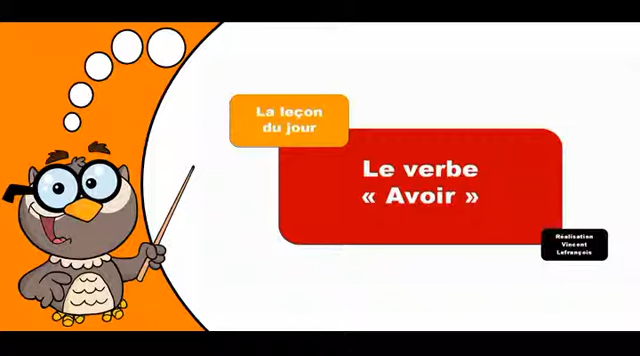 La leçon
du jour
Le verbe
« Avoir »
Réalisation
Vincent
Lefrançois